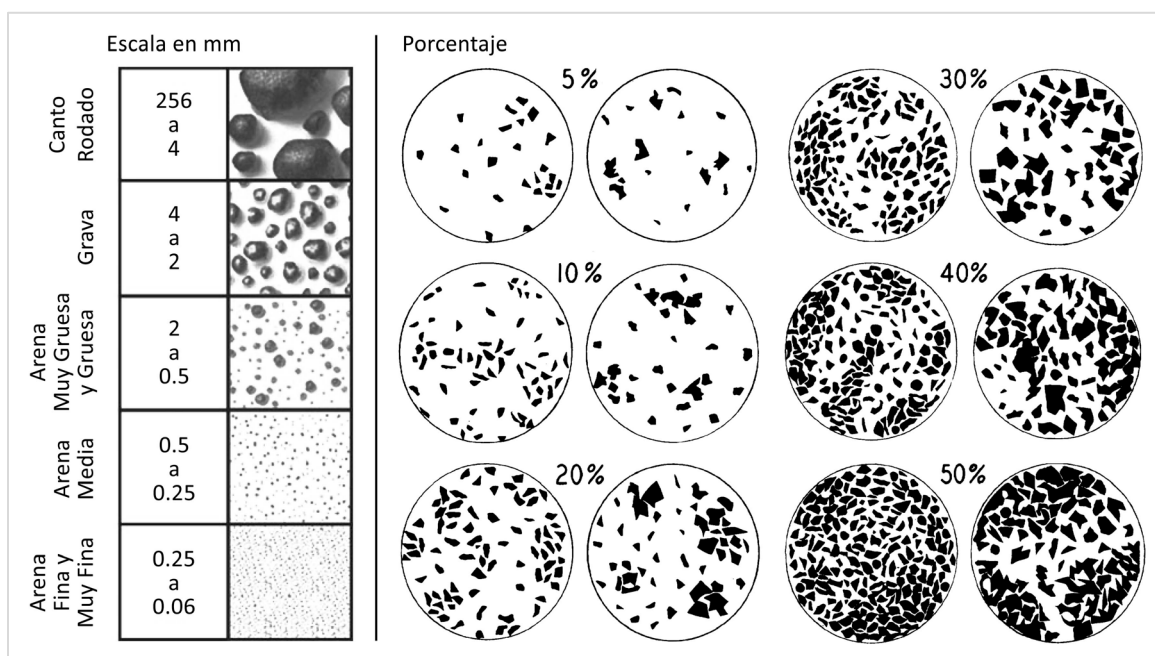 Escala en mm
Canto
Rodado
256
a
4
Grava
4
a
2
Arena
Muy Gruesa
y Gruesa
2
a
0.5
Arena
Media
0.5
a
0.25
Arena
Fina y
Muy Fina
0.25
a
0.06
Porcentaje
5%
30%
10%
40%
20%
50%